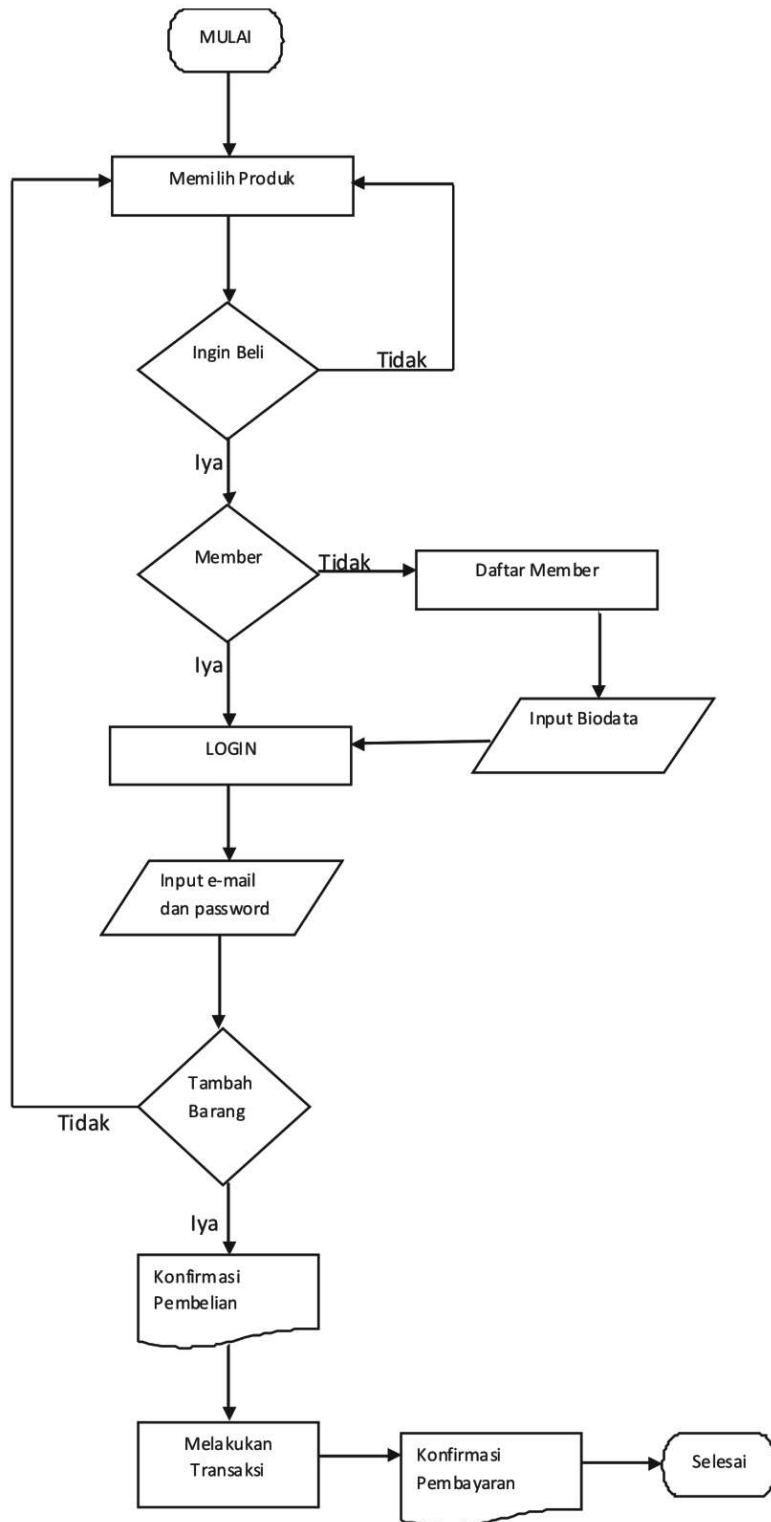 MULAI
Memilih Produk
Ingin Beli
Tidak
Iya
Member
Tidak
Daftar Member
Iya
Input Biodata
LOGIN
Input e-mail
dan password
Tambah
Barang
Tidak
Iya
Konfirmasi
Pembelian
Melakukan
Transaksi
Konfirmasi
Pembayaran
Selesai